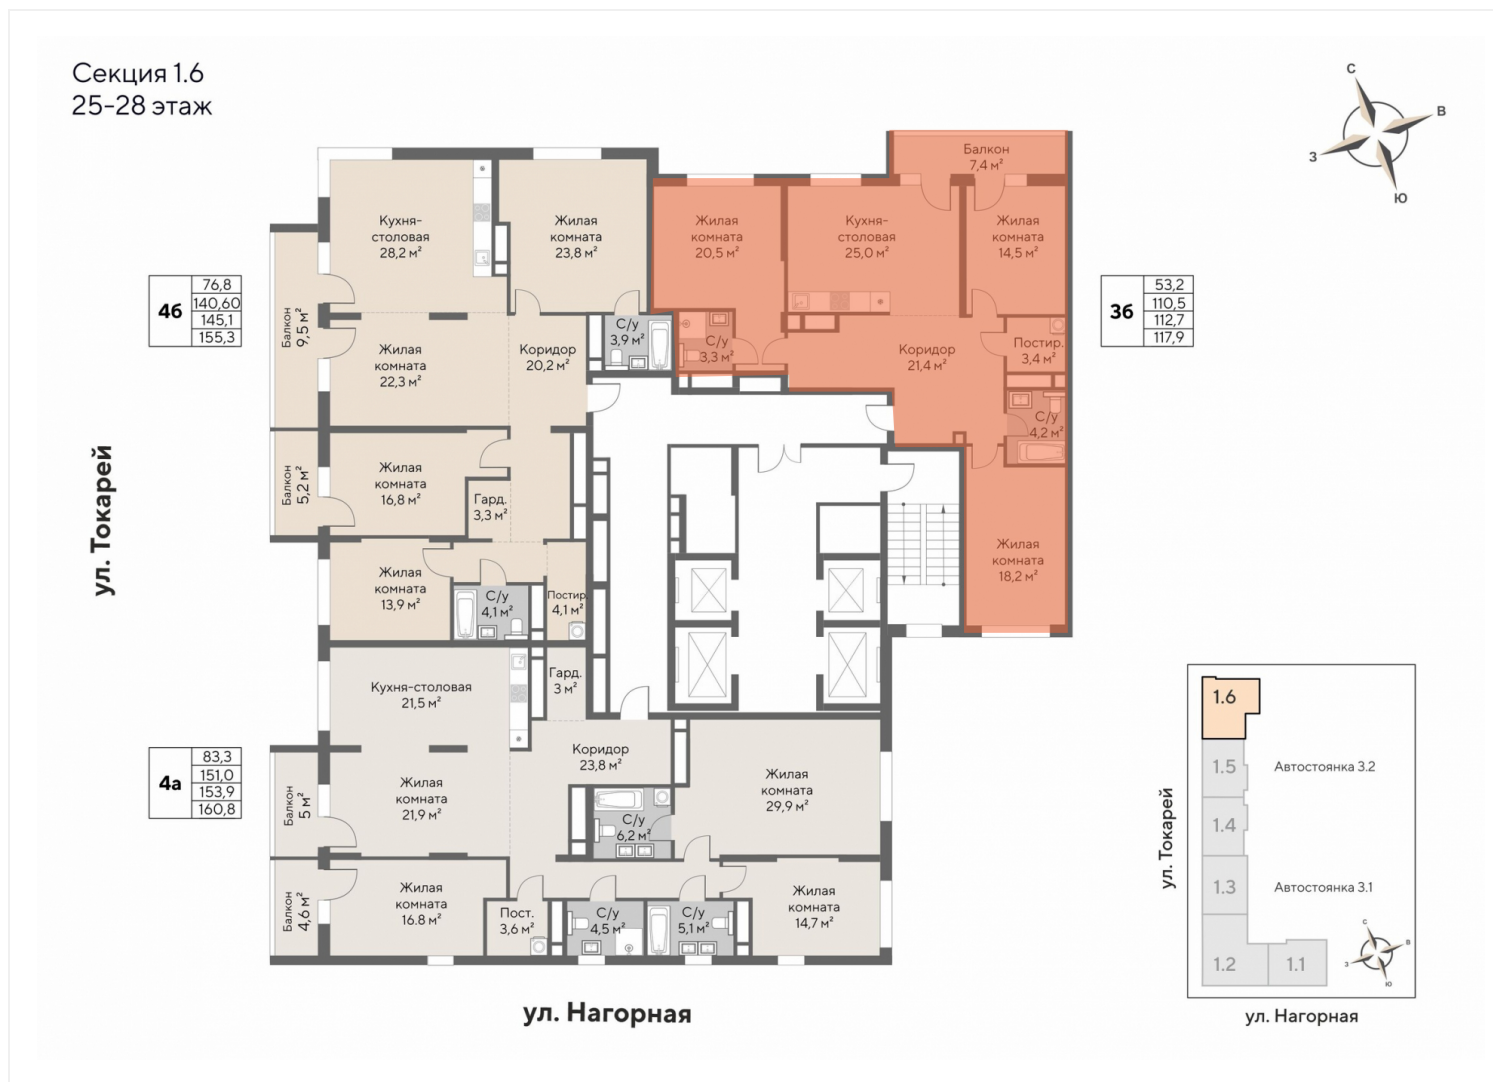 Секция 1.6
25-28 этаж
С
В
З
Ю
Балкон
7,4 м²
Кухня-
столовая
28,2 м²
Жилая
комната
23,8 м²
Жилая
комната
20,5 м²
Кухня-
столовая
25,0 м²
Жилая
комната
14,5 м²
4б
76,8
140,60
145,1
155,3
Балкон
9,5 м²
Жилая
комната
22,3 м²
Коридор
20,2 м²
С/у
3,9 м²
С/у
3,3 м²
Коридор
21,4 м²
Постир.
3,4 м²
3б
53,2
110,5
112,7
117,9
С/у
4,2 м²
ул. Токарей
Балкон
5,2 м²
Жилая
комната
16,8 м²
Гард.
3,3 м²
Жилая
комната
13,9 м²
С/у
4,1 м²
Постир.
4,1 м²
Жилая
комната
18,2 м²
Кухня-столовая
21,5 м²
Гард.
3 м²
4а
83,3
151,0
153,9
160,8
Балкон
5 м²
Жилая
комната
21,9 м²
Коридор
23,8 м²
С/у
6,2 м²
Жилая
комната
29,9 м²
Балкон
4,6 м²
Жилая
комната
16.8 м²
Пост.
3,6 м²
С/у
4,5 м²
С/у
5,1 м²
Жилая
комната
14,7 м²
ул. Нагорная
1.6
1.5
Автостоянка 3.2
1.4
ул. Токарей
1.3
Автостоянка 3.1
1.2
1.1
С
В
З
Ю
ул. Нагорная